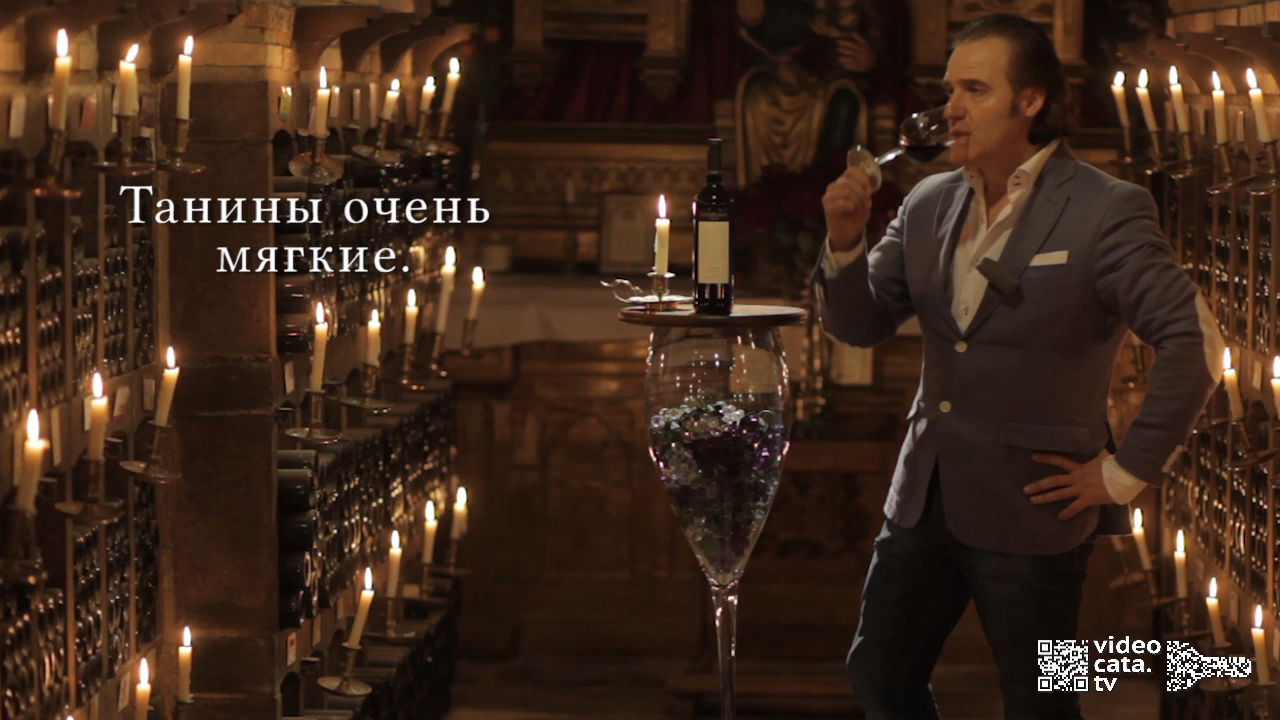 Танины очень
мягкие.
video
cata.
tv